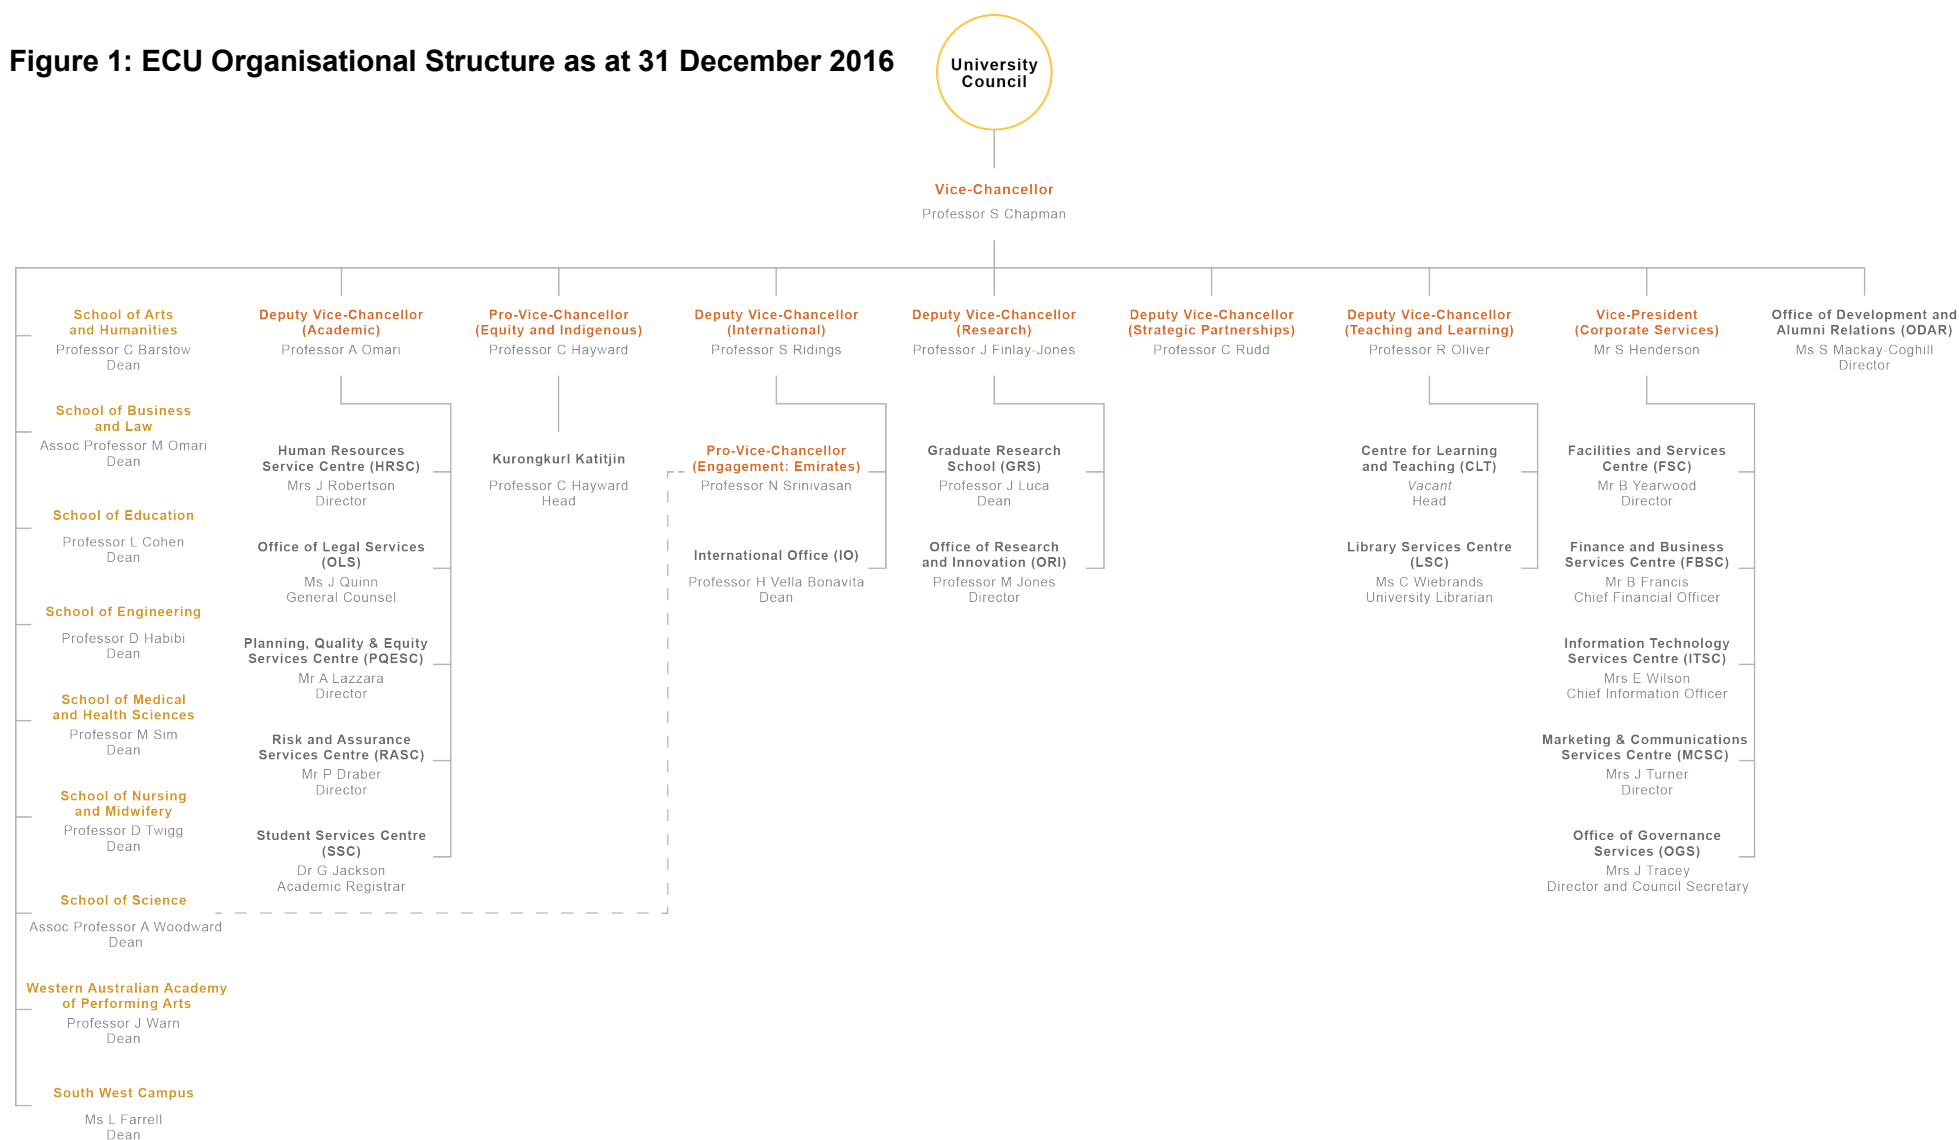 Figure 1: ECU Organisational Structure as at 31 December 2016
University
Council
Vice-Chancellor
Professor S Chapman
School of Arts
and Humanities
Professor C Barstow
Dean
School of Business
and Law
Assoc Professor M Omari
Dean
School of Education
Professor L Cohen
Dean
School of Engineering
Professor D Habibi
Dean
School of Medical
and Health Sciences
Professor M Sim
Dean
School of Nursing
and Midwifery
Professor D Twigg
Dean
School of Science
Assoc Professor A Woodward
Dean
Western Australian Academy
of Performing Arts
Professor J Warn
Dean
South West Campus
Ms L Farrell
Dean
Deputy Vice-Chancellor
(Academic)
Professor A Omari
Human Resources
Service Centre (HRSC)
Mrs J Robertson
Director
Office of Legal Services
(OLS)
Ms J Quinn
General Counsel
Planning, Quality & Equity
Services Centre (PQESC)
Mr A Lazzara
Director
Risk and Assurance
Services Centre (RASC)
Mr P Draber
Director
Student Services Centre
(SSC)
Dr G Jackson
Academic Registrar
Pro-Vice-Chancellor
(Equity and Indigenous)
Professor C Hayward
Kurongkurl Katitjin
Professor C Hayward
Head
Deputy Vice-Chancellor
(International)
Professor S Ridings
Pro-Vice-Chancellor
(Engagement: Emirates)
Professor N Srinivasan
International Office (IO)
Professor H Vella Bonavita
Dean
Deputy Vice-Chancellor
(Research)
Professor J Finlay-Jones
Graduate Research
School (GRS)
Professor J Luca
Dean
Office of Research
and Innovation (ORI)
Professor M Jones
Director
Deputy Vice-Chancellor
(Strategic Partnerships)
Professor C Rudd
Deputy Vice-Chancellor
(Teaching and Learning)
Professor R Oliver
Centre for Learning
and Teaching (CLT)
Vacant
Head
Library Services Centre
(LSC)
Ms C Wiebrands
University Librarian
Vice-President
(Corporate Services)
Mr S Henderson
Facilities and Services
Centre (FSC)
Mr B Yearwood
Director
Finance and Business
Services Centre (FBSC)
Mr B Francis
Chief Financial Officer
Information Technology
Services Centre (ITSC)
Mrs E Wilson
Chief Information Officer
Marketing & Communications
Services Centre (MCSC)
Mrs J Turner
Director
Office of Governance
Services (OGS)
Mrs J Tracey
Director and Council Secretary
Office of Development and
Alumni Relations (ODAR)
Ms S Mackay-Coghill
Director